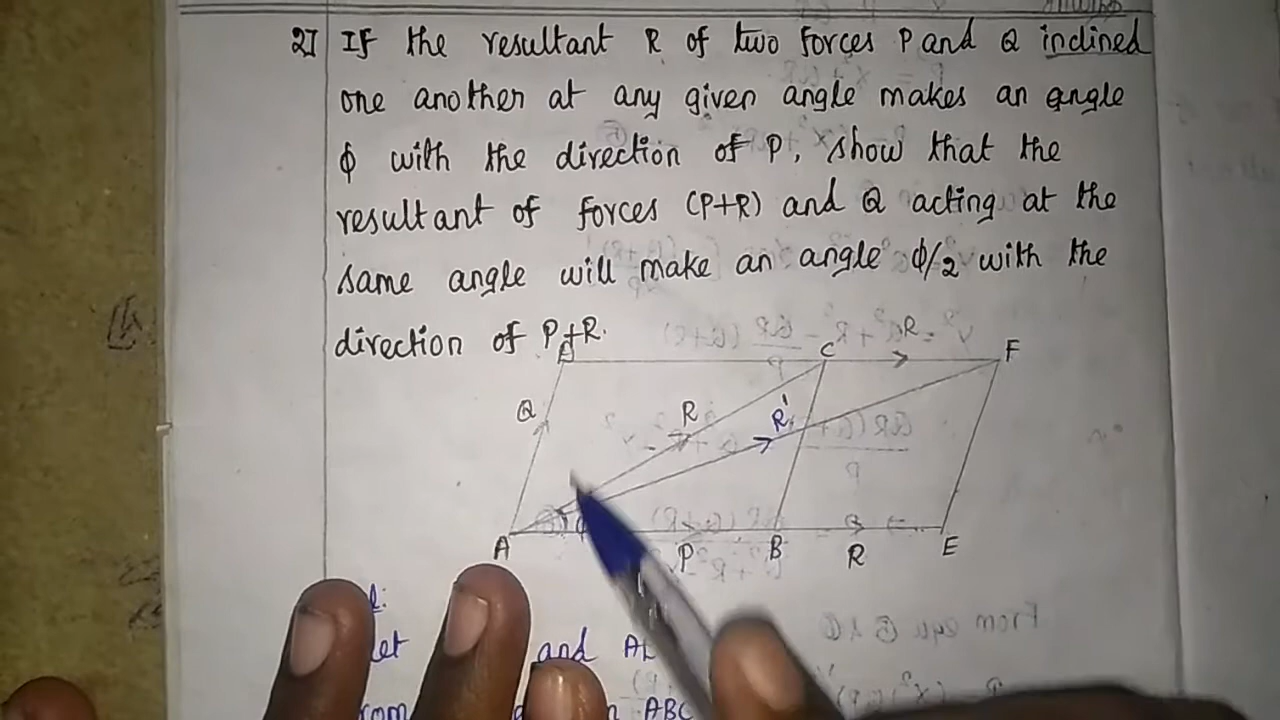 2] If the resultant R of two forces P and Q inclined
one another at any given angle makes an angle
ϕ with the direction of P, show that the
resultant of forces (P+R) and Q acting at the
same angle will make an angle ϕ/2 with the
direction of P+R.
C R F
Q R R'
A P B R E
let and
ABC